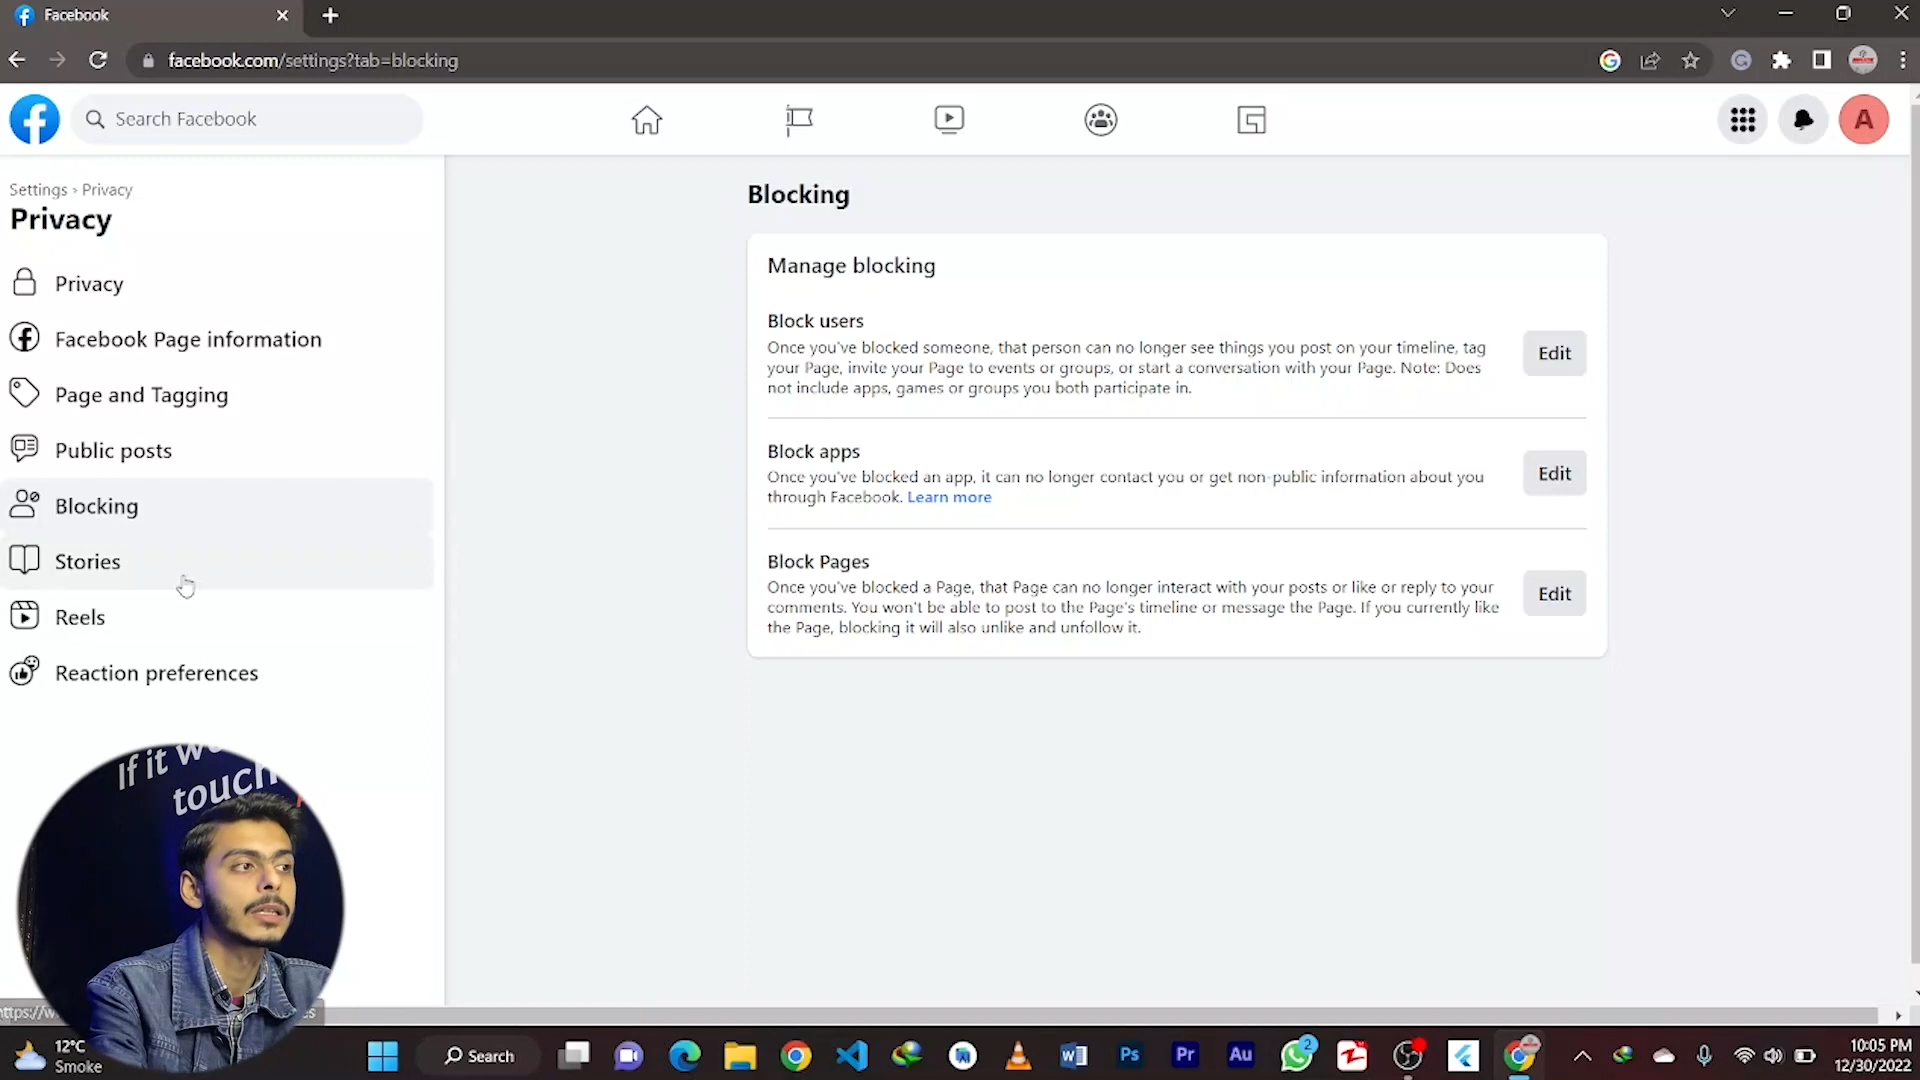 Facebook
facebook.com/settings?tab=blocking
Search Facebook
A
Settings › Privacy
Privacy
Privacy
Facebook Page information
Page and Tagging
Public posts
Blocking
Stories
Reels
Reaction preferences
Blocking
Manage blocking
Block users
Once you've blocked someone, that person can no longer see things you post on your timeline, tag
your Page, invite your Page to events or groups, or start a conversation with your Page. Note: Does
not include apps, games or groups you both participate in.
Edit
Block apps
Once you've blocked an app, it can no longer contact you or get non-public information about you
through Facebook. Learn more
Edit
Block Pages
Once you've blocked a Page, that Page can no longer interact with your posts or like or reply to your
comments. You won't be able to post to the Page's timeline or message the Page. If you currently like
the Page, blocking it will also unlike and unfollow it.
Edit
If it
touch
12°C
Smoke
Search
Ps
Pr
Au
2
10:05 PM
12/30/2022